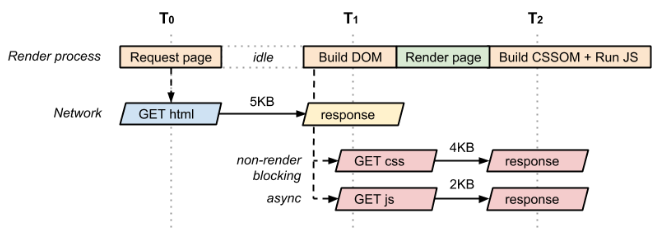 T₀ T₁ T₂
Render process Request page idle Build DOM Render page Build CSSOM + Run JS
Network GET html 5KB response
non-render
blocking GET css 4KB response
async GET js 2KB response